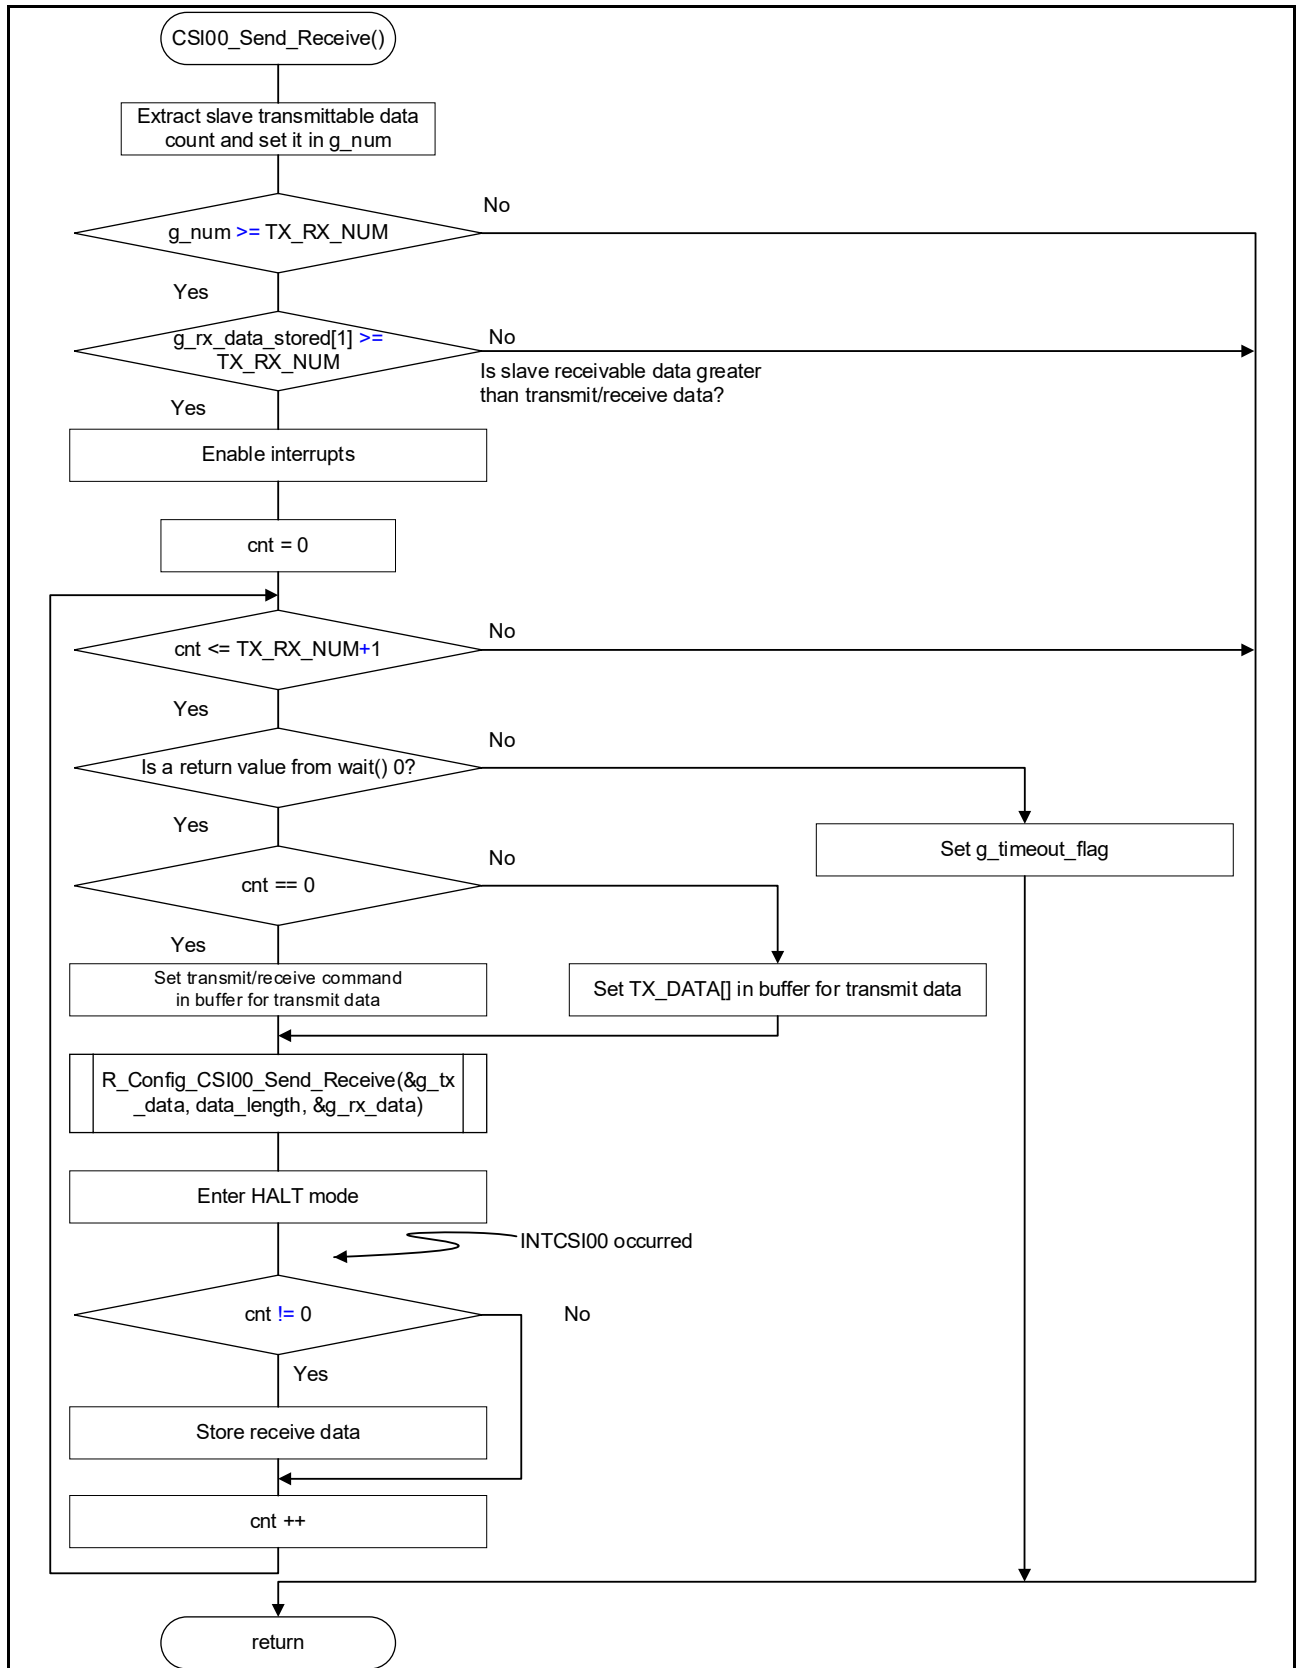 CSI00_Send_Receive()
Extract slave transmittable data
count and set it in g_num
No
g_num >= TX_RX_NUM
Yes
g_rx_data_stored[1] >=
TX_RX_NUM
No
Is slave receivable data greater
than transmit/receive data?
Yes
Enable interrupts
cnt = 0
No
cnt <= TX_RX_NUM+1
Yes
No
Is a return value from wait() 0?
Yes
Set g_timeout_flag
No
cnt == 0
Yes
Set transmit/receive command
in buffer for transmit data
Set TX_DATA[] in buffer for transmit data
R_Config_CSI00_Send_Receive(&g_tx
_data, data_length, &g_rx_data)
Enter HALT mode
INTCSI00 occurred
cnt != 0
No
Yes
Store receive data
cnt ++
return